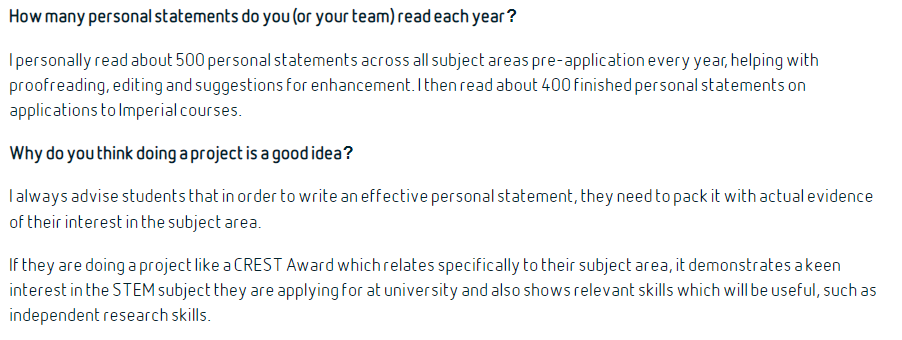 How many personal statements do you (or your team) read each year?
I personally read about 500 personal statements across all subject areas pre-application every year, helping with
proofreading, editing and suggestions for enhancement. I then read about 400 finished personal statements on
applications to Imperial courses.
Why do you think doing a project is a good idea?
I always advise students that in order to write an effective personal statement, they need to pack it with actual evidence
of their interest in the subject area.
If they are doing a project like a CREST Award which relates specifically to their subject area, it demonstrates a keen
interest in the STEM subject they are applying for at university and also shows relevant skills which will be useful, such as
independent research skills.